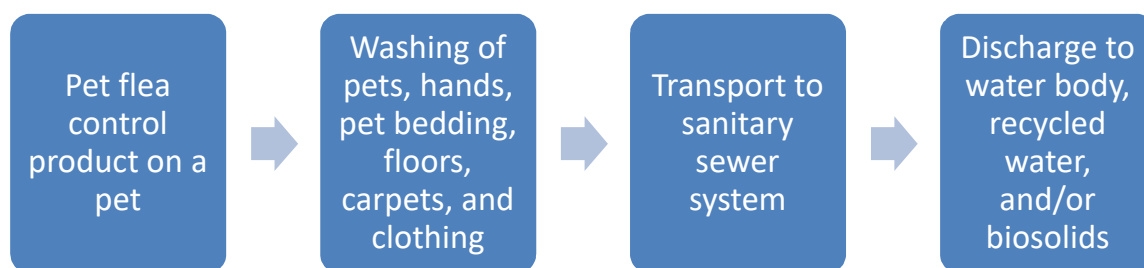 Pet flea
control
product on a
pet
Washing of
pets, hands,
pet bedding,
floors,
carpets, and
clothing
Transport to
sanitary
sewer
system
Discharge to
water body,
recycled
water,
and/or
biosolids